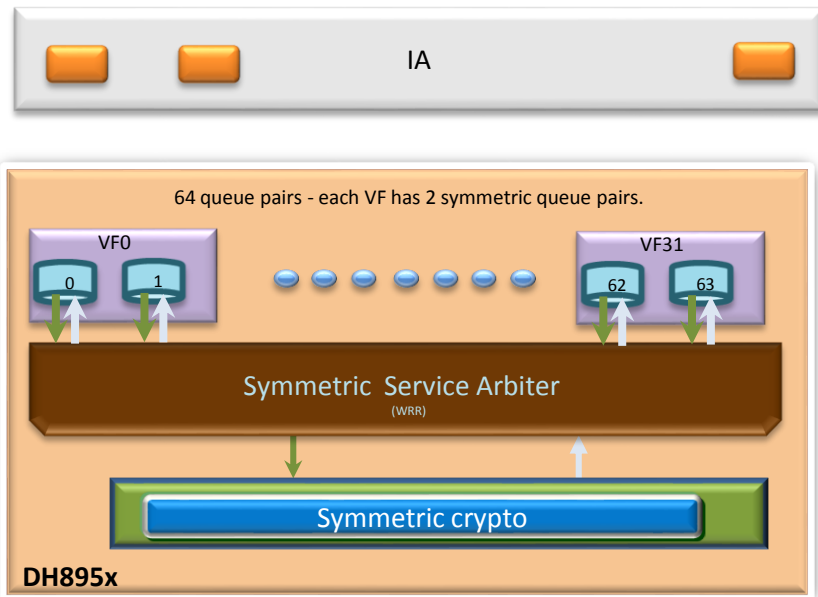 IA
64 queue pairs - each VF has 2 symmetric queue pairs.
VF0
VF31
0
1
62
63
Symmetric Service Arbiter
(WRR)
Symmetric crypto
DH895x